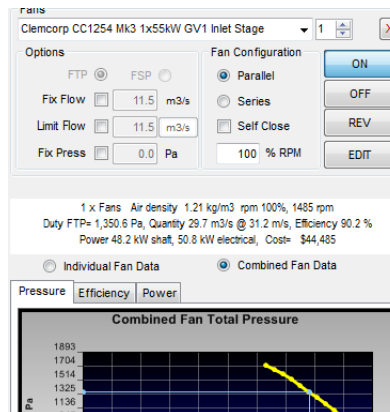 Fans
Clemcorp CC1254 Mk3 1x55kW GV1 Inlet Stage 1 X
Options Fan Configuration
ON
FTP FSP Parallel
Series OFF
Fix Flow 11.5 m3/s
Limit Flow 11.5 m3/s Self Close REV
Fix Press 0.0 Pa 100 % RPM EDIT
1 x Fans Air density 1.21 kg/m3 rpm 100%, 1485 rpm
Duty FTP= 1,350.6 Pa, Quantity 29.7 m3/s @ 31.2 m/s, Efficiency 90.2 %
Power 48.2 kW shaft, 50.8 kW electrical, Cost= $44,485
Individual Fan Data Combined Fan Data
Pressure Efficiency Power
Combined Fan Total Pressure
1893
1704
1514
1325
1136
Pa